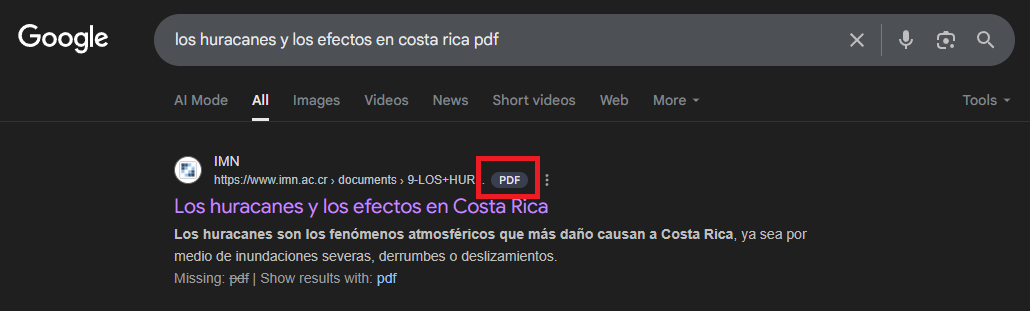 Google
los huracanes y los efectos en costa rica pdf
AI Mode All Images Videos News Short videos Web More Tools
IMN
https://www.imn.ac.cr › documents › 9-LOS+HUR... PDF
Los huracanes y los efectos en Costa Rica
Los huracanes son los fenómenos atmosféricos que más daño causan a Costa Rica, ya sea por
medio de inundaciones severas, derrumbes o deslizamientos.
Missing: pdf | Show results with: pdf